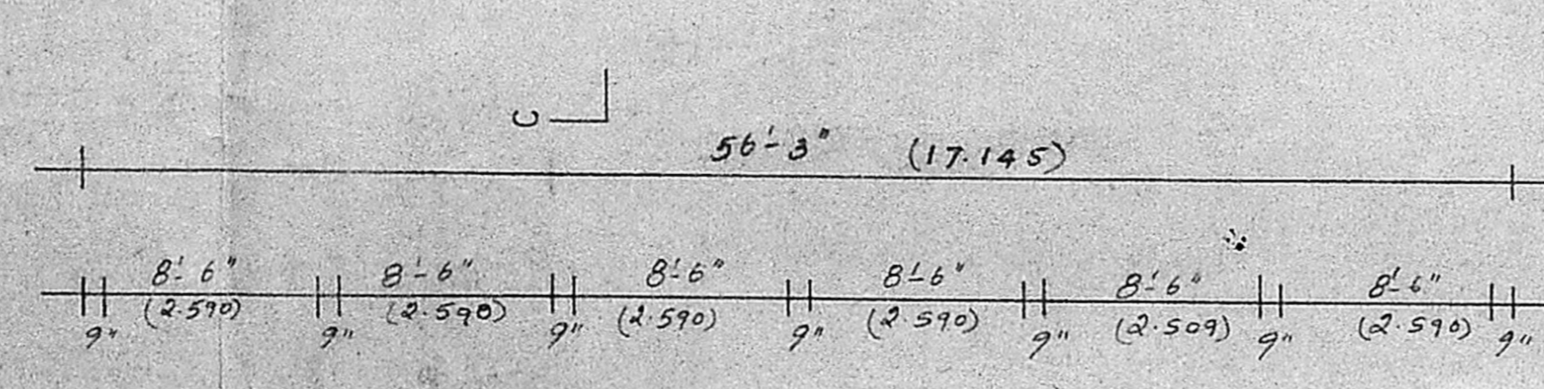 C
56'-3" (17.145)
8'-6" 8'-6" 8'-6" 8'-6" 8'-6" 8'-6"
(2.590) (2.590) (2.590) (2.590) (2.509) (2.590)
9" 9" 9" 9" 9" 9" 9"